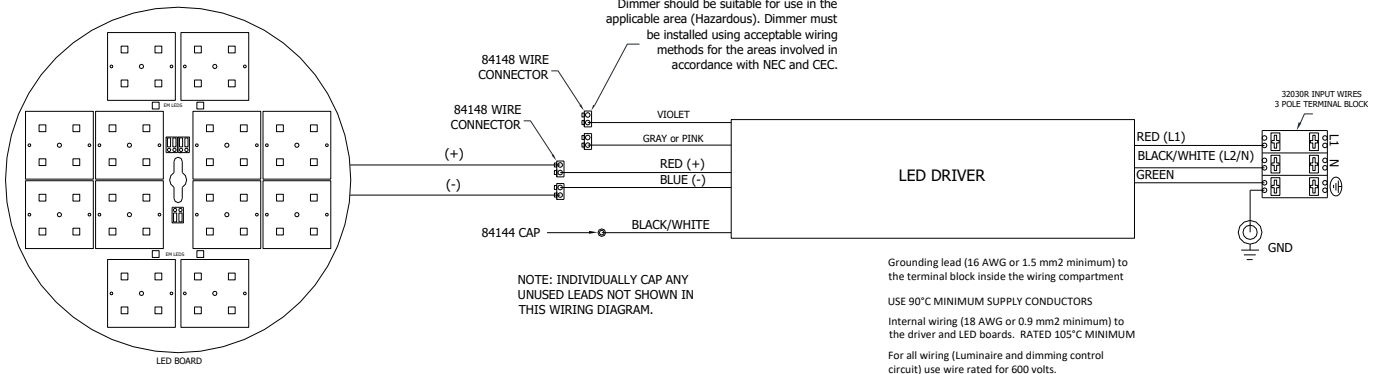 Dimmer should be suitable for use in the
applicable area (Hazardous). Dimmer must
be installed using acceptable wiring
methods for the areas involved in
accordance with NEC and CEC.
84148 WIRE
CONNECTOR
84148 WIRE
CONNECTOR
32030R INPUT WIRES
3 POLE TERMINAL BLOCK
EM LEDS
VIOLET
GRAY or PINK
(+)
RED (+)
(-)
BLUE (-)
84144 CAP
BLACK/WHITE
LED DRIVER
RED (L1)
BLACK/WHITE (L2/N)
GREEN
L1
N
GND
EM LEDS
LED BOARD
NOTE: INDIVIDUALLY CAP ANY
UNUSED LEADS NOT SHOWN IN
THIS WIRING DIAGRAM.
Grounding lead (16 AWG or 1.5 mm2 minimum) to
the terminal block inside the wiring compartment
USE 90°C MINIMUM SUPPLY CONDUCTORS
Internal wiring (18 AWG or 0.9 mm2 minimum) to
the driver and LED boards. RATED 105°C MINIMUM
For all wiring (Luminaire and dimming control
circuit) use wire rated for 600 volts.